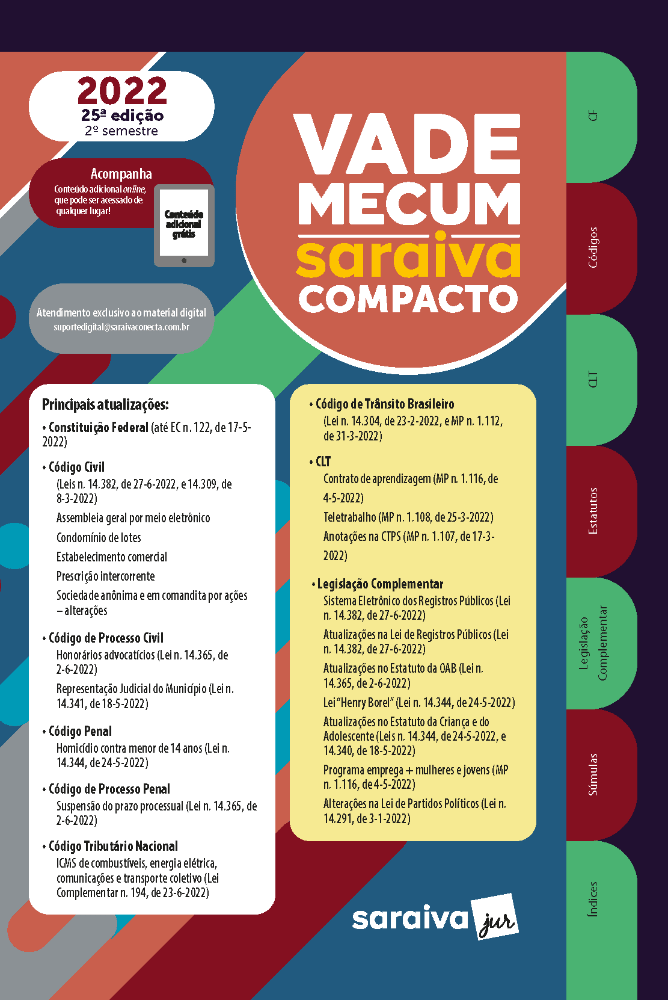 2022
25ª edição
2º semestre
Acompanha
Conteúdo adicional online,
que pode ser acessado de
qualquer lugar!
Conteúdo
adicional
grátis
Atendimento exclusivo ao material digital
suportedigital@saraivaconecta.com.br
VADE
MECUM
saraiva
COMPACTO
Principais atualizações:
• Constituição Federal (até EC n. 122, de 17-5-
2022)
• Código Civil
(Leis n. 14.382, de 27-6-2022, e 14.309, de
8-3-2022)
Assembleia geral por meio eletrônico
Condomínio de lotes
Estabelecimento comercial
Prescrição intercorrente
Sociedade anônima e em comandita por ações
– alterações
• Código de Processo Civil
Honorários advocatícios (Lei n. 14.365, de
2-6-2022)
Representação Judicial do Município (Lei n.
14.341, de 18-5-2022)
• Código Penal
Homicídio contra menor de 14 anos (Lei n.
14.344, de 24-5-2022)
• Código de Processo Penal
Suspensão do prazo processual (Lei n. 14.365, de
2-6-2022)
• Código Tributário Nacional
ICMS de combustíveis, energia elétrica,
comunicações e transporte coletivo (Lei
Complementar n. 194, de 23-6-2022)
• Código de Trânsito Brasileiro
(Lei n. 14.304, de 23-2-2022, e MP n. 1.112,
de 31-3-2022)
• CLT
Contrato de aprendizagem (MP n. 1.116, de
4-5-2022)
Teletrabalho (MP n. 1.108, de 25-3-2022)
Anotações na CTPS (MP n. 1.107, de 17-3-
2022)
• Legislação Complementar
Sistema Eletrônico dos Registros Públicos (Lei
n. 14.382, de 27-6-2022)
Atualizações na Lei de Registros Públicos (Lei
n. 14.382, de 27-6-2022)
Atualizações no Estatuto da OAB (Lei n.
14.365, de 2-6-2022)
Lei “Henry Borel” (Lei n. 14.344, de 24-5-2022)
Atualizações no Estatuto da Criança e do
Adolescente (Leis n. 14.344, de 24-5-2022, e
14.340, de 18-5-2022)
Programa emprega + mulheres e jovens (MP
n. 1.116, de 4-5-2022)
Alterações na Lei de Partidos Políticos (Lei n.
14.291, de 3-1-2022)
saraiva jur
CF
Códigos
CLT
Estatutos
Legislação
Complementar
Súmulas
Índices